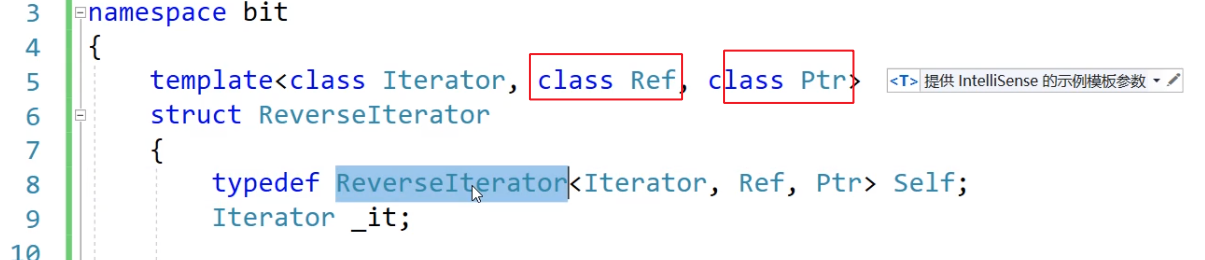 3 namespace bit
4 {
5 template<class Iterator, class Ref, class Ptr> <T> 提供 IntelliSense 的示例模板参数
6 struct ReverseIterator
7 {
8 typedef ReverseIterator<Iterator, Ref, Ptr> Self;
9 Iterator _it;
10